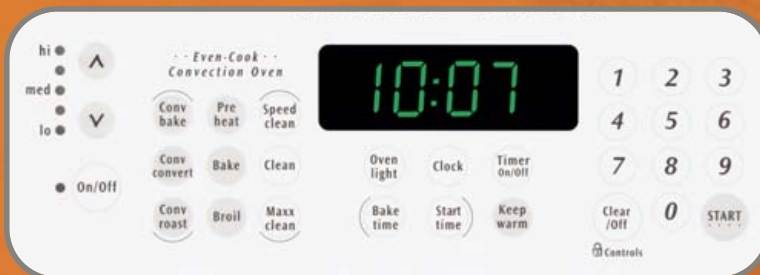 hi
med
lo
On/Off
·· Even-Cook ··
Convection Oven
Conv bake
Pre heat
Speed clean
Conv convert
Bake
Clean
Conv roast
Broil
Maxx clean
10:07
Oven light
Clock
Timer On/Off
Bake time
Start time
Keep warm
1 2 3
4 5 6
7 8 9
Clear /Off
0
START
Controls